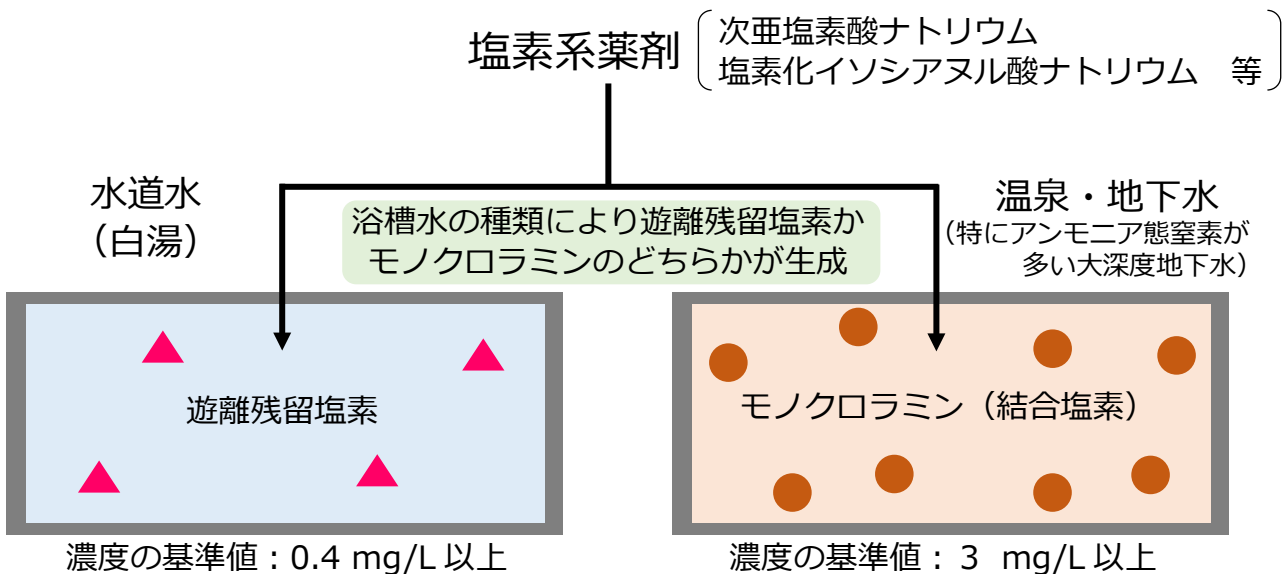 塩素系薬剤
次亜塩素酸ナトリウム
塩素化イソシアヌル酸ナトリウム　等
水道水
（白湯）
浴槽水の種類により遊離残留塩素か
モノクロラミンのどちらかが生成
温泉・地下水
（特にアンモニア態窒素が
多い大深度地下水）
遊離残留塩素
モノクロラミン（結合塩素）
濃度の基準値：0.4 mg/L 以上
濃度の基準値： 3 mg/L 以上